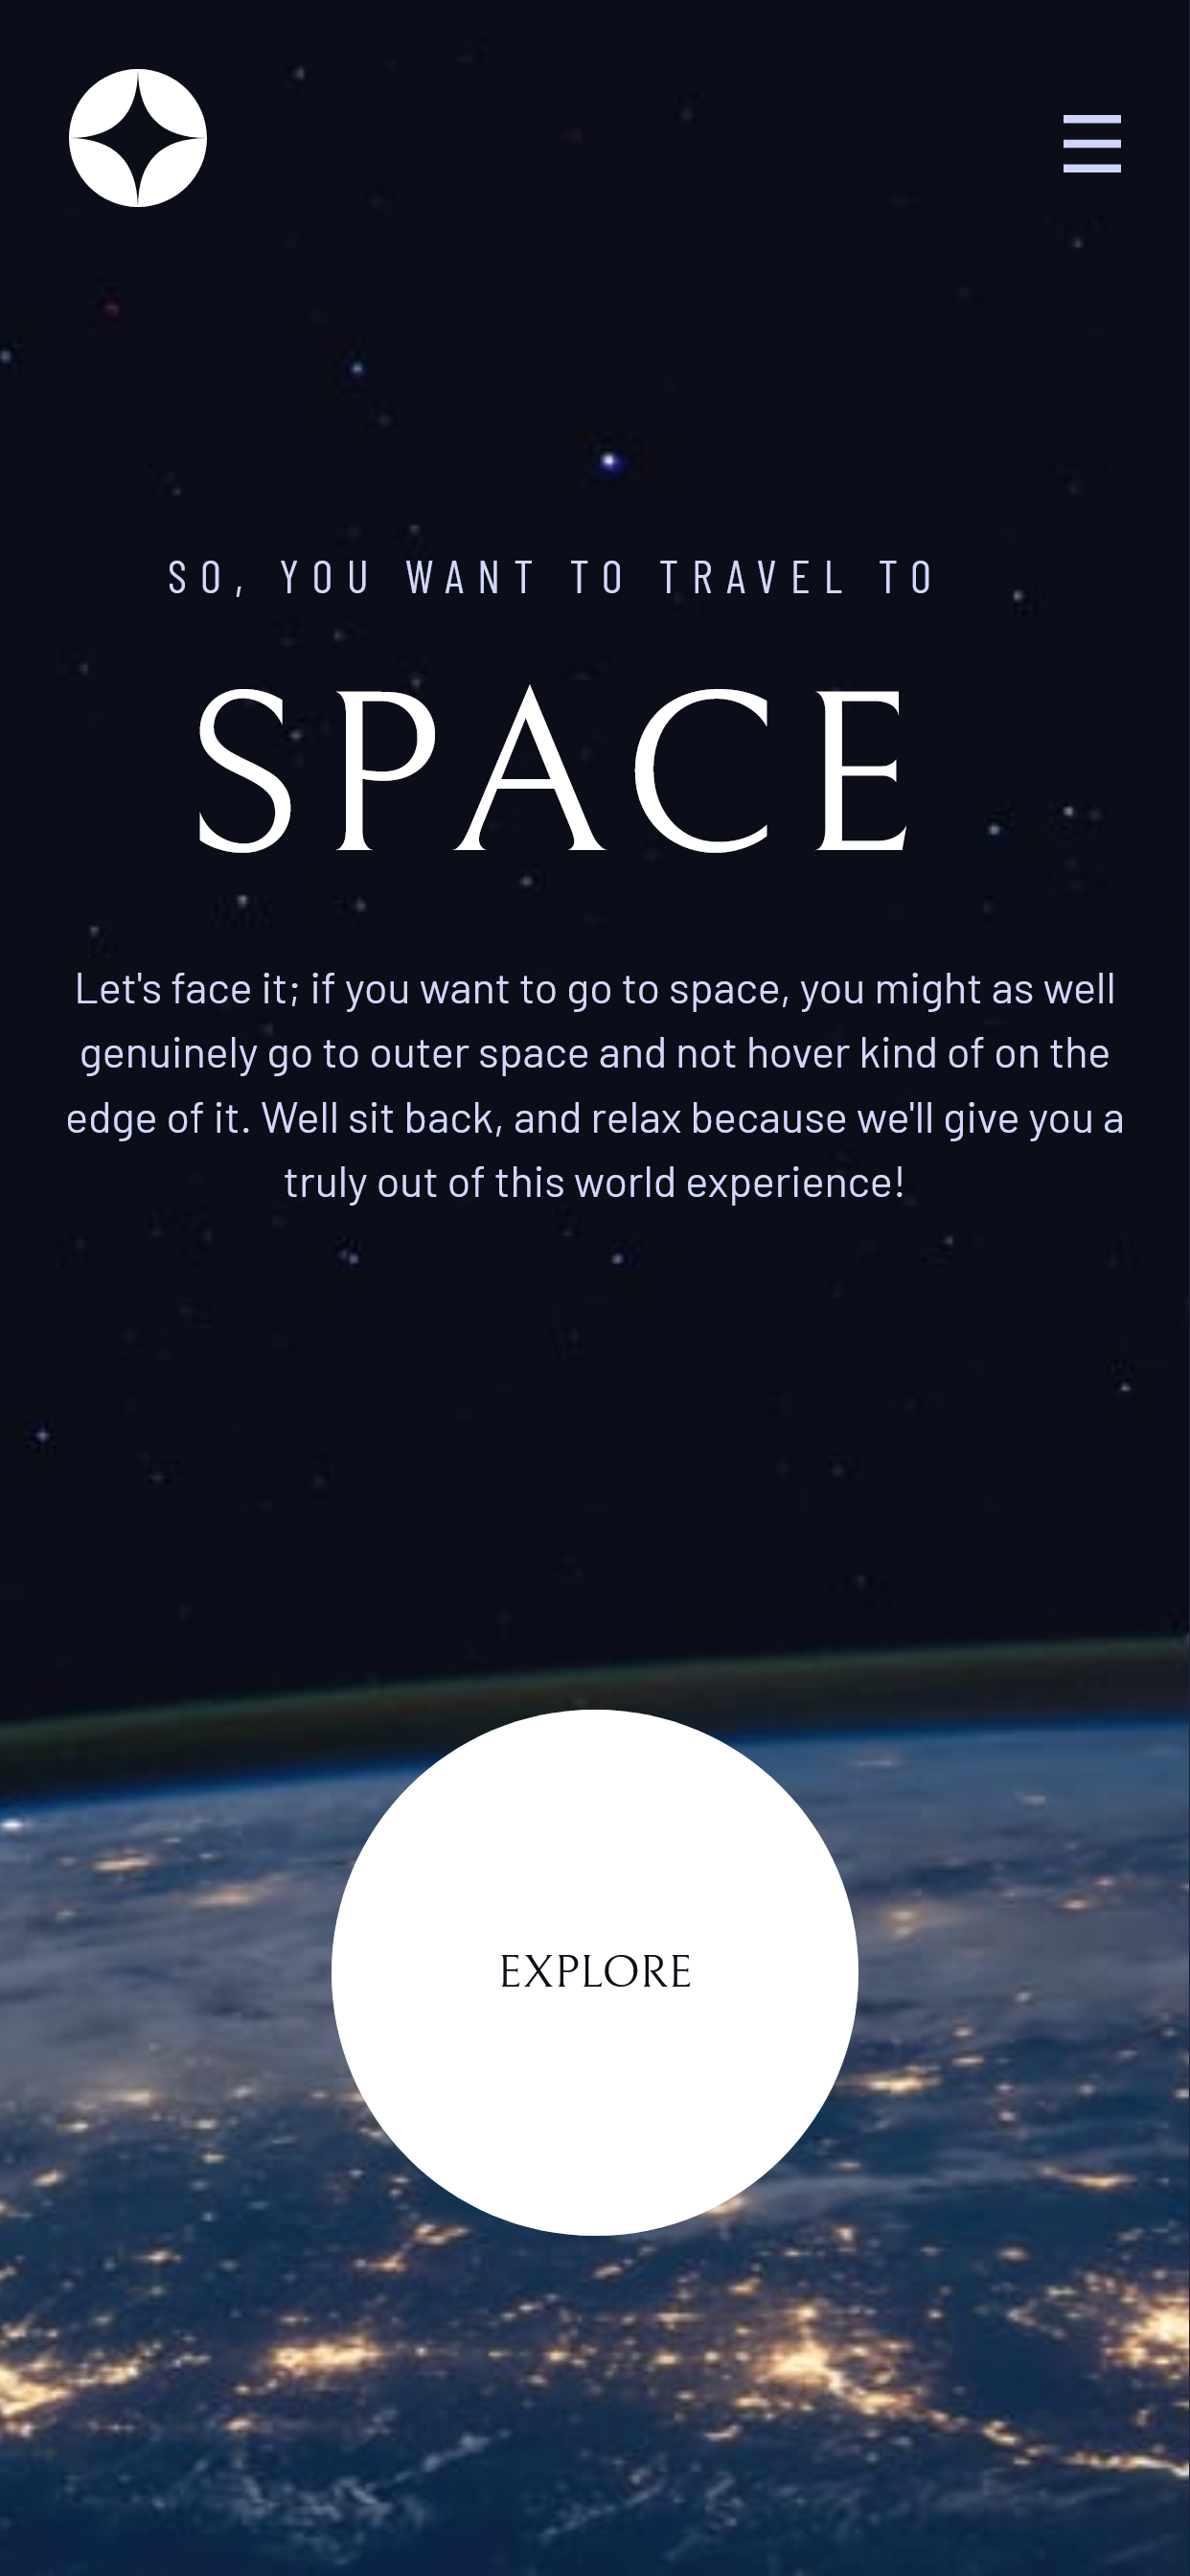 SO, YOU WANT TO TRAVEL TO
SPACE
Let's face it; if you want to go to space, you might as well
genuinely go to outer space and not hover kind of on the
edge of it. Well sit back, and relax because we'll give you a
truly out of this world experience!
EXPLORE